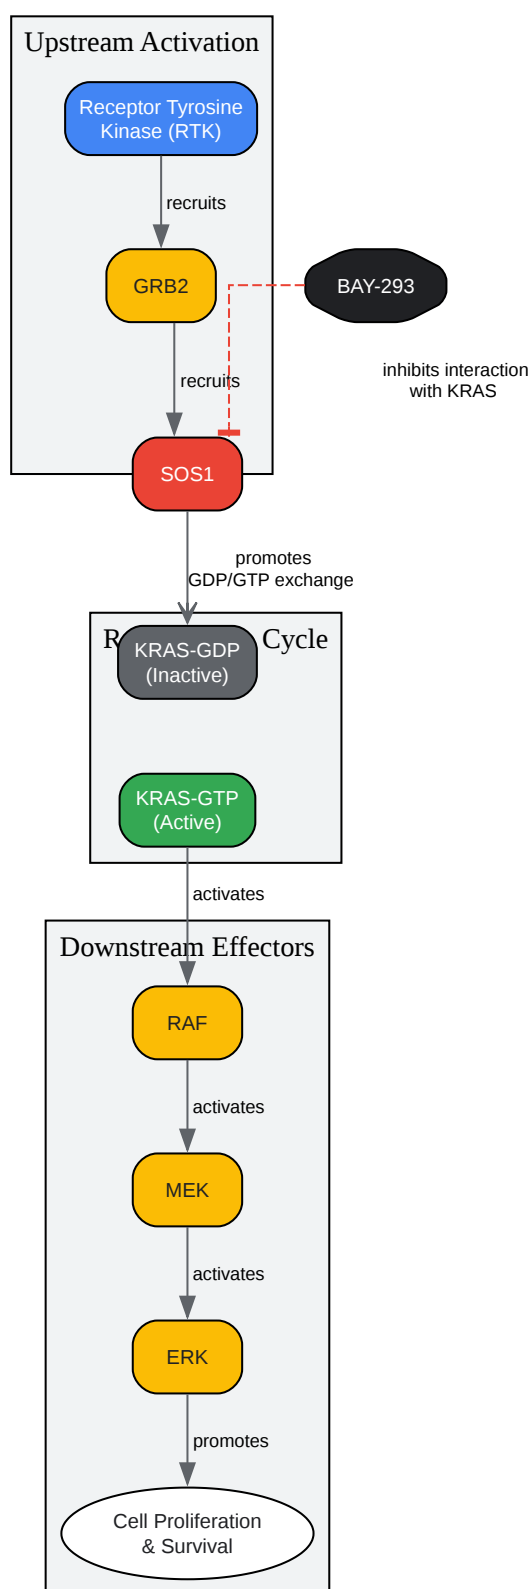 Upstream Activation
Receptor Tyrosine
Kinase (RTK)
recruits
GRB2
BAY-293
recruits
inhibits interaction
with KRAS
SOS1
promotes
GDP/GTP exchange
Cycle
KRAS-GDP
(Inactive)
KRAS-GTP
(Active)
activates
Downstream Effectors
RAF
activates
MEK
activates
ERK
promotes
Cell Proliferation
& Survival